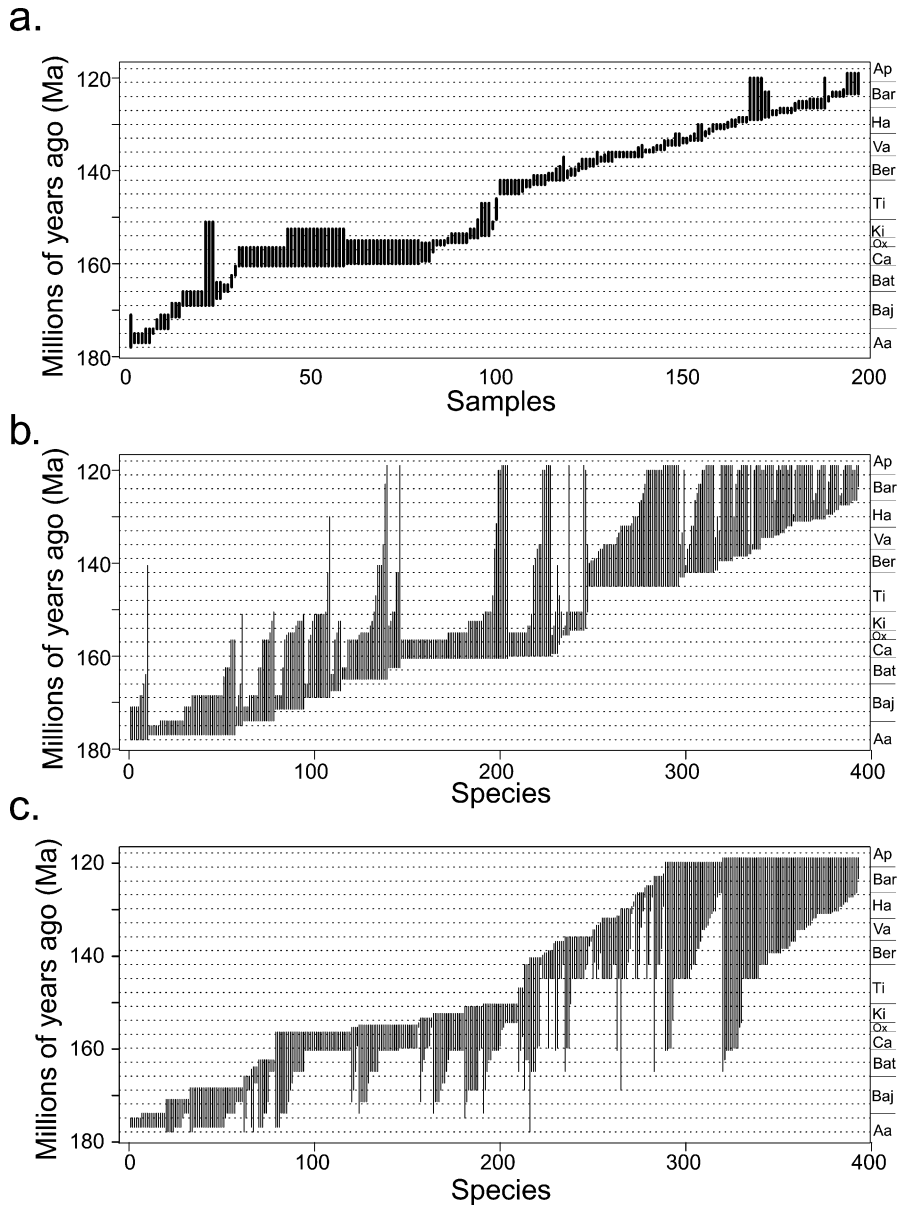 a.
Millions of years ago (Ma)
120
140
160
180
Ap
Bar
Ha
Va
Ber
Ti
Ki
Ox
Ca
Bat
Baj
Aa
0 50 100 150 200
Samples
b.
Millions of years ago (Ma)
120
140
160
180
Ap
Bar
Ha
Va
Ber
Ti
Ki
Ox
Ca
Bat
Baj
Aa
0 100 200 300 400
Species
c.
Millions of years ago (Ma)
120
140
160
180
Ap
Bar
Ha
Va
Ber
Ti
Ki
Ox
Ca
Bat
Baj
Aa
0 100 200 300 400
Species